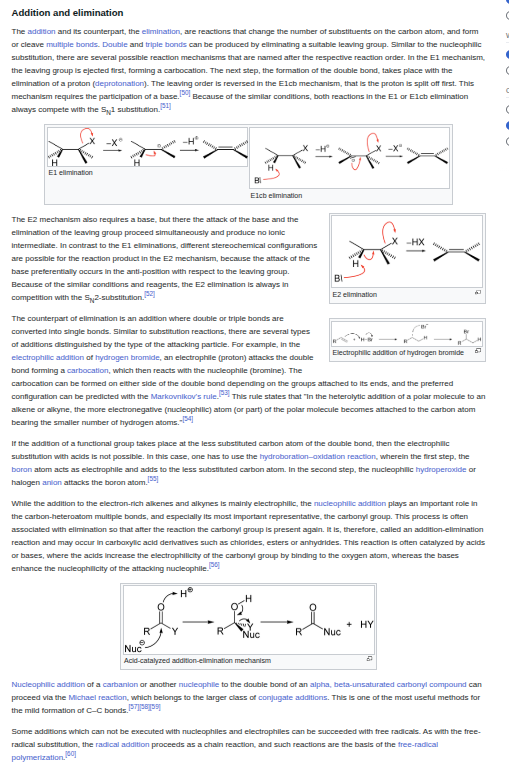 Addition and elimination
The addition and its counterpart, the elimination, are reactions that change the number of substituents on the carbon atom, and form
or cleave multiple bonds. Double and triple bonds can be produced by eliminating a suitable leaving group. Similar to the nucleophilic
substitution, there are several possible reaction mechanisms that are named after the respective reaction order. In the E1 mechanism,
the leaving group is ejected first, forming a carbocation. The next step, the formation of the double bond, takes place with the
elimination of a proton (deprotonation). The leaving order is reversed in the E1cb mechanism, that is the proton is split off first. This
mechanism requires the participation of a base.[50] Because of the similar conditions, both reactions in the E1 or E1cb elimination
always compete with the SN1 substitution.[51]
X
–X⊖
–H⊕
H
E1 elimination
X
–H⊕
X
–X⊖
H
B|
E1cb elimination
The E2 mechanism also requires a base, but there the attack of the base and the
elimination of the leaving group proceed simultaneously and produce no ionic
intermediate. In contrast to the E1 eliminations, different stereochemical configurations
are possible for the reaction product in the E2 mechanism, because the attack of the
base preferentially occurs in the anti-position with respect to the leaving group.
Because of the similar conditions and reagents, the E2 elimination is always in
competition with the SN2-substitution.[52]
X
–HX
H
B|
E2 elimination
The counterpart of elimination is an addition where double or triple bonds are
converted into single bonds. Similar to substitution reactions, there are several types
of additions distinguished by the type of the attacking particle. For example, in the
electrophilic addition of hydrogen bromide, an electrophile (proton) attacks the double
bond forming a carbocation, which then reacts with the nucleophile (bromine). The
carbocation can be formed on either side of the double bond depending on the groups attached to its ends, and the preferred
configuration can be predicted with the Markovnikov's rule.[53] This rule states that "In the heterolytic addition of a polar molecule to an
alkene or alkyne, the more electronegative (nucleophilic) atom (or part) of the polar molecule becomes attached to the carbon atom
bearing the smaller number of hydrogen atoms."[54]
Electrophilic addition of hydrogen bromide
If the addition of a functional group takes place at the less substituted carbon atom of the double bond, then the electrophilic
substitution with acids is not possible. In this case, one has to use the hydroboration–oxidation reaction, wherein the first step, the
boron atom acts as electrophile and adds to the less substituted carbon atom. In the second step, the nucleophilic hydroperoxide or
halogen anion attacks the boron atom.[55]
While the addition to the electron-rich alkenes and alkynes is mainly electrophilic, the nucleophilic addition plays an important role in
the carbon-heteroatom multiple bonds, and especially its most important representative, the carbonyl group. This process is often
associated with elimination so that after the reaction the carbonyl group is present again. It is, therefore, called an addition-elimination
reaction and may occur in carboxylic acid derivatives such as chlorides, esters or anhydrides. This reaction is often catalyzed by acids
or bases, where the acids increase the electrophilicity of the carbonyl group by binding to the oxygen atom, whereas the bases
enhance the nucleophilicity of the attacking nucleophile.[56]
H⊕
O
R
Y
Nuc⊖
H
O
R
Y
Nuc
O
R
Nuc
+ HY
Acid-catalyzed addition-elimination mechanism
Nucleophilic addition of a carbanion or another nucleophile to the double bond of an alpha, beta-unsaturated carbonyl compound can
proceed via the Michael reaction, which belongs to the larger class of conjugate additions. This is one of the most useful methods for
the mild formation of C–C bonds.[57][58][59]
Some additions which can not be executed with nucleophiles and electrophiles can be succeeded with free radicals. As with the free-
radical substitution, the radical addition proceeds as a chain reaction, and such reactions are the basis of the free-radical
polymerization.[60]